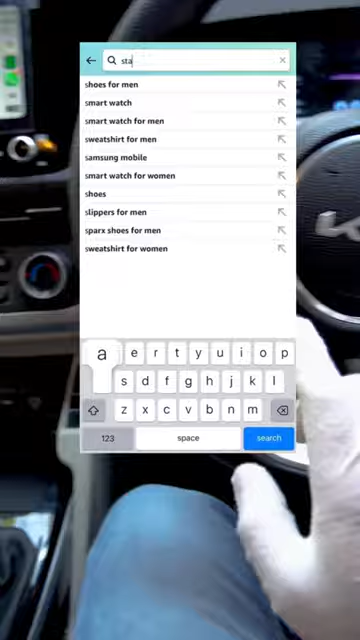 sta
shoes for men
smart watch
smart watch for men
sweatshirt for men
samsung mobile
smart watch for women
shoes
slippers for men
sparx shoes for men
sweatshirt for women
a e r t y u i o p
s d f g h j k l
z x c v b n m
123 space search